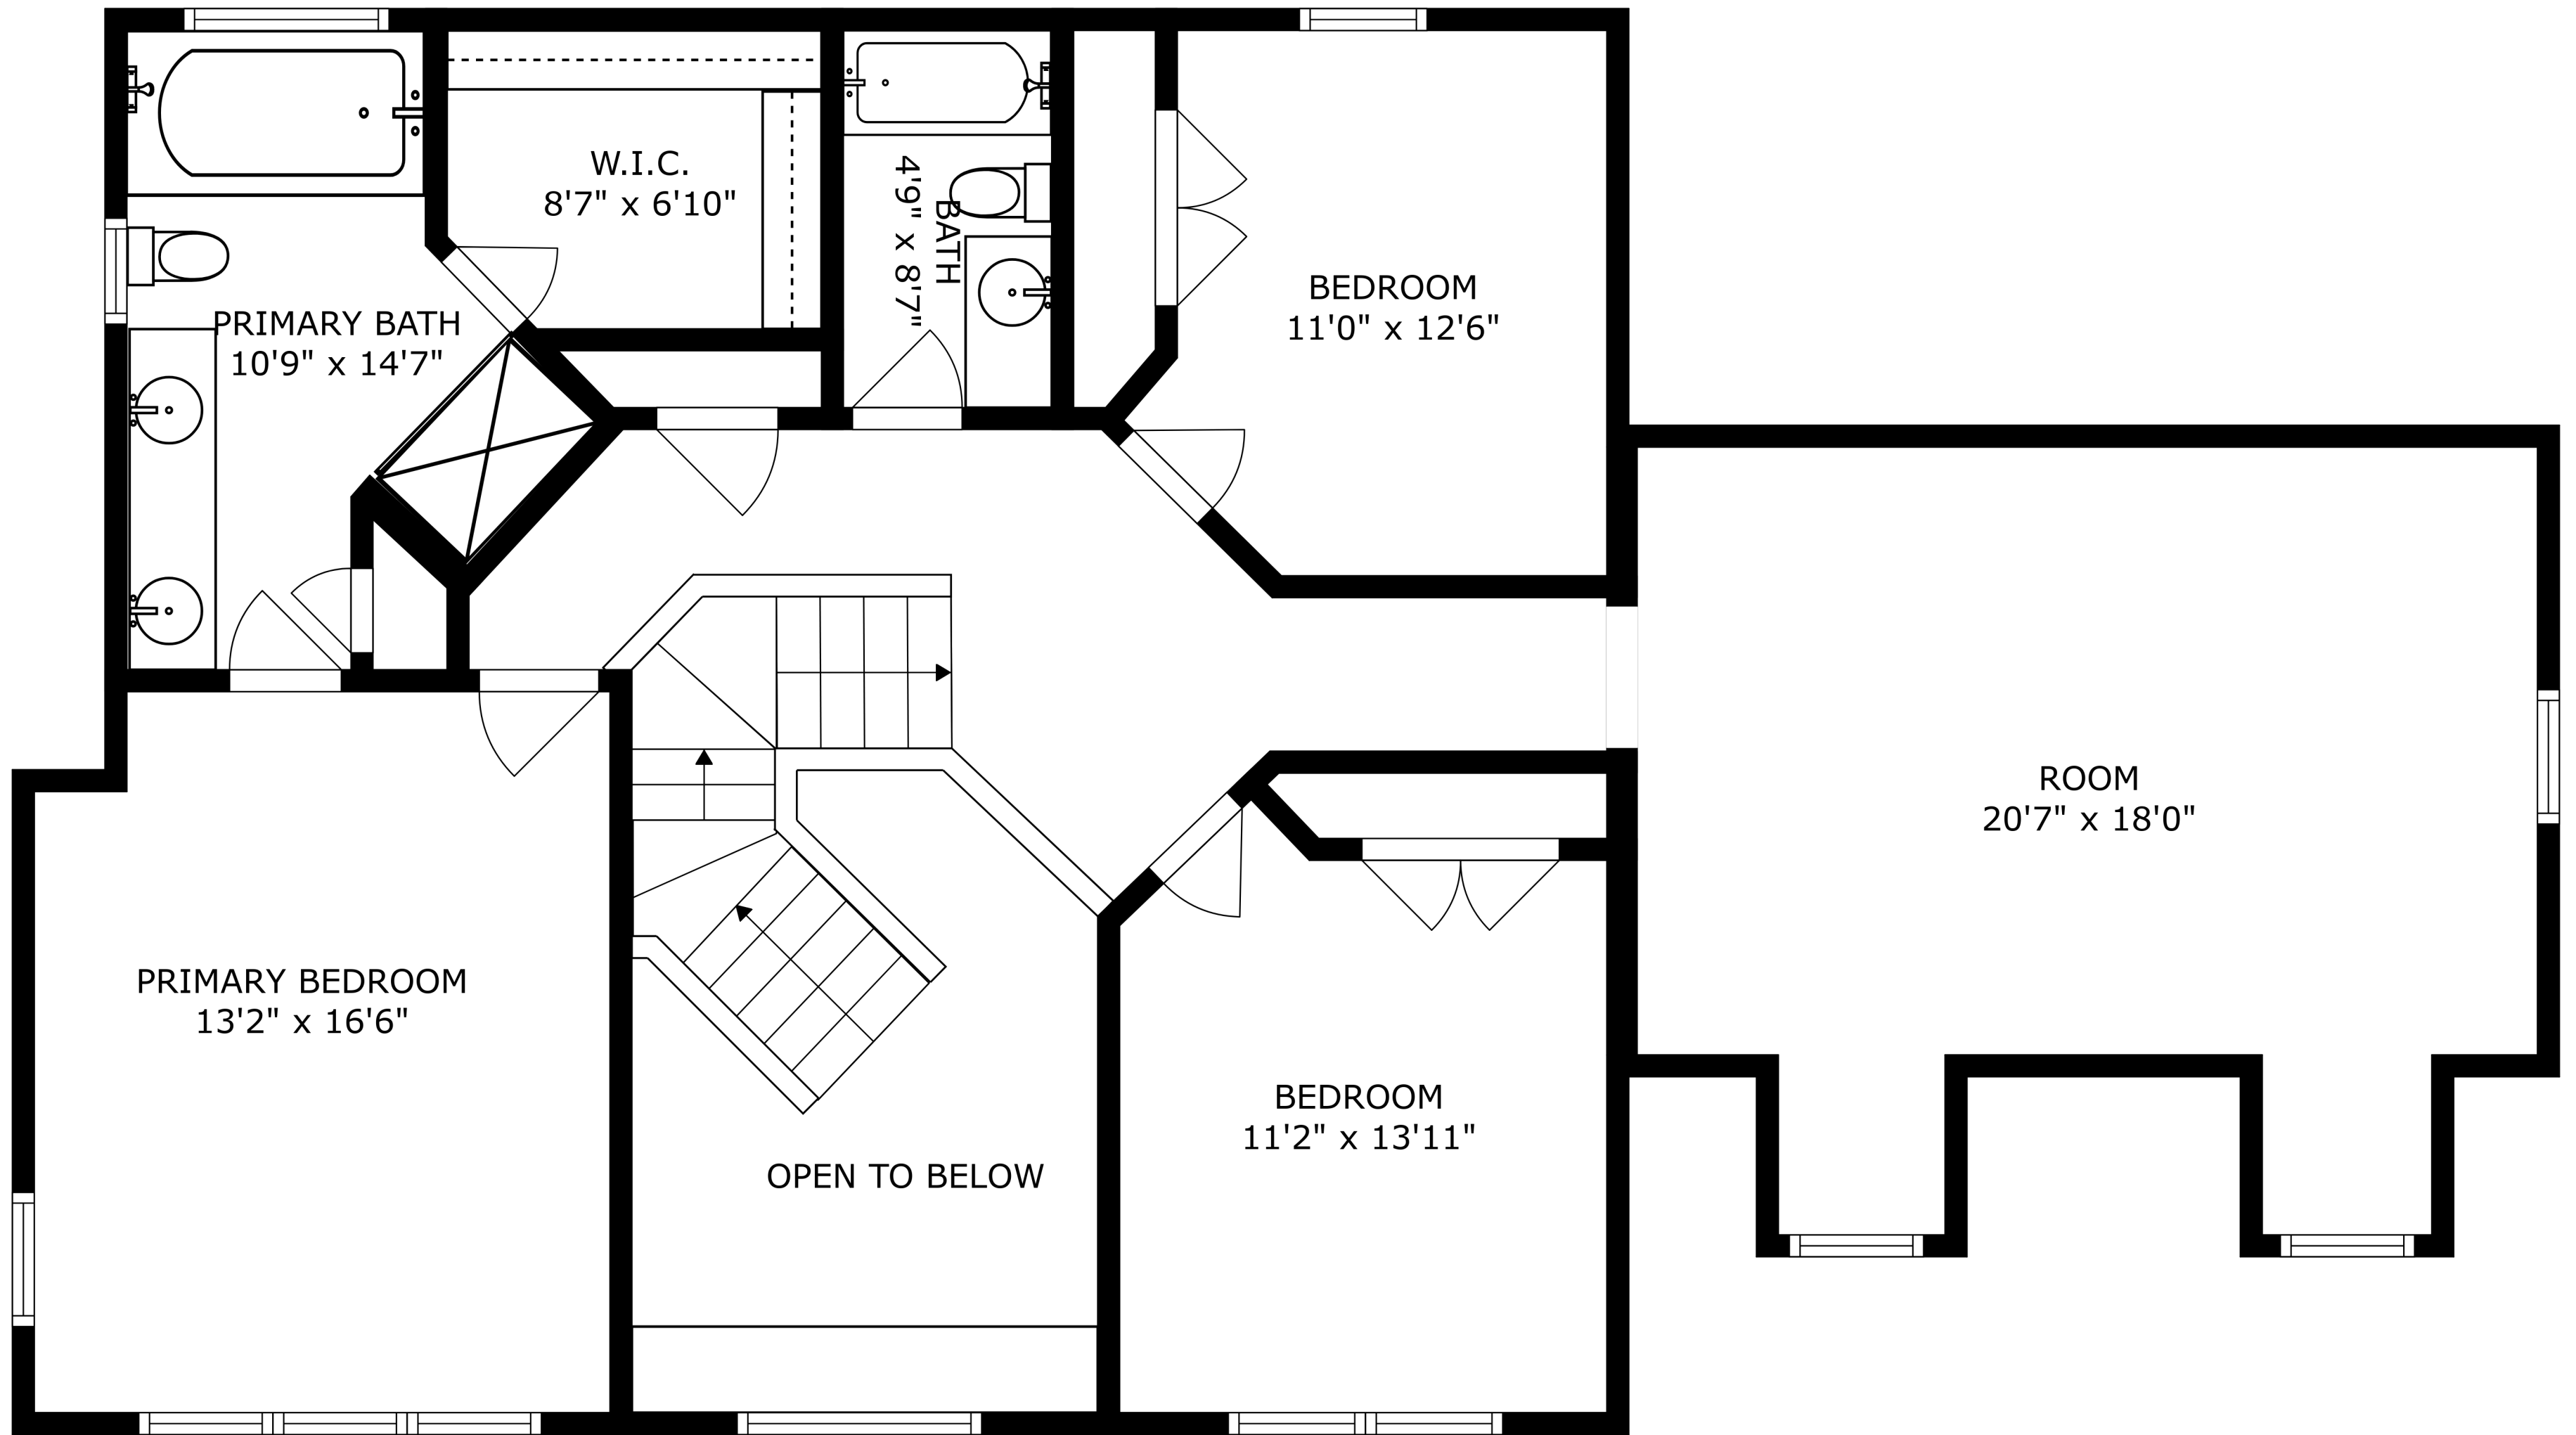 W.I.C.
8'7" x 6'10"
BATH
4'9" x 8'7"
BEDROOM
11'0" x 12'6"
PRIMARY BATH
10'9" x 14'7"
ROOM
20'7" x 18'0"
PRIMARY BEDROOM
13'2" x 16'6"
BEDROOM
11'2" x 13'11"
OPEN TO BELOW